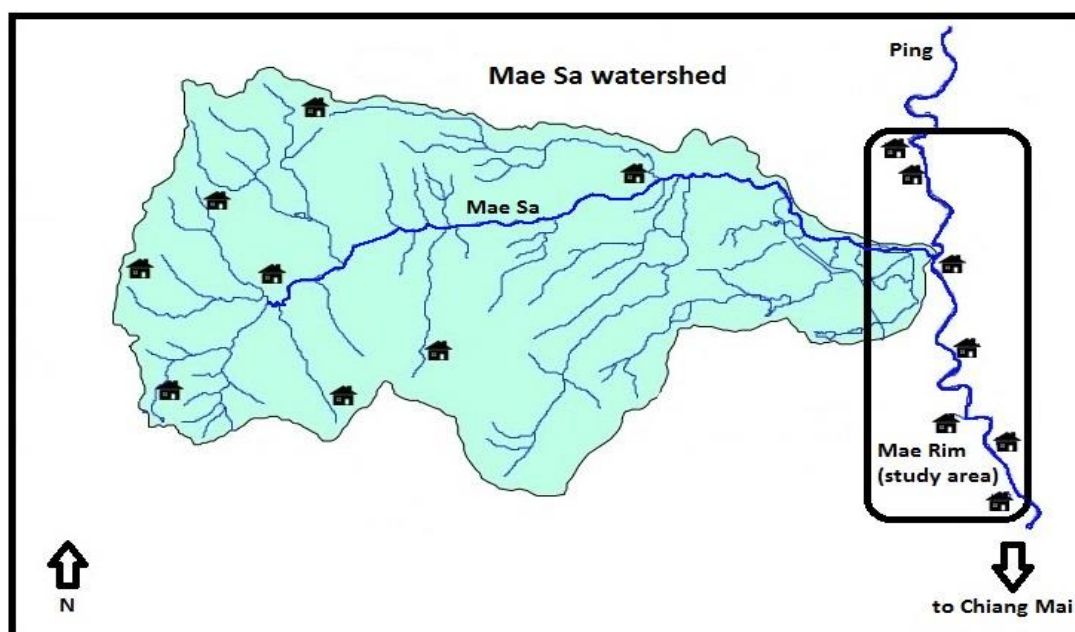 Ping
Mae Sa watershed
Mae Sa
Mae Rim
(study area)
N
to Chiang Mai